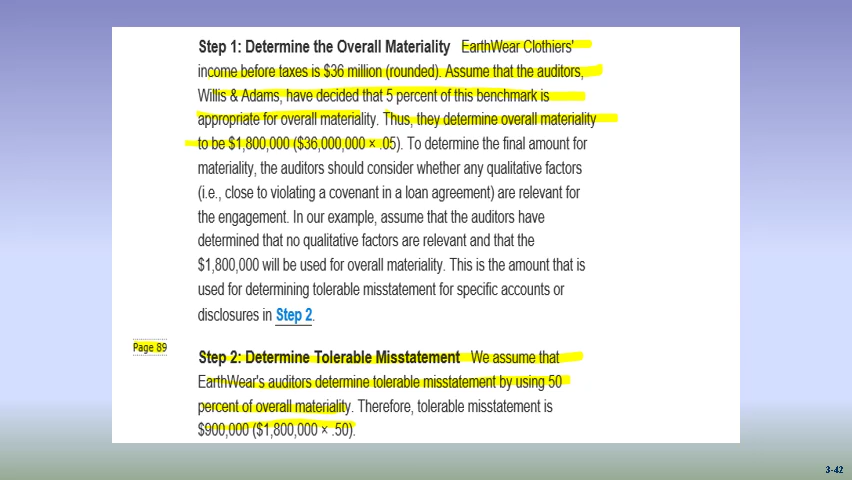 Step 1: Determine the Overall Materiality EarthWear Clothiers'
income before taxes is $36 million (rounded). Assume that the auditors,
Willis & Adams, have decided that 5 percent of this benchmark is
appropriate for overall materiality. Thus, they determine overall materiality
to be $1,800,000 ($36,000,000 × .05). To determine the final amount for
materiality, the auditors should consider whether any qualitative factors
(i.e., close to violating a covenant in a loan agreement) are relevant for
the engagement. In our example, assume that the auditors have
determined that no qualitative factors are relevant and that the
$1,800,000 will be used for overall materiality. This is the amount that is
used for determining tolerable misstatement for specific accounts or
disclosures in Step 2.
Page 89
Step 2: Determine Tolerable Misstatement We assume that
EarthWear's auditors determine tolerable misstatement by using 50
percent of overall materiality. Therefore, tolerable misstatement is
$900,000 ($1,800,000 × .50).
3-42